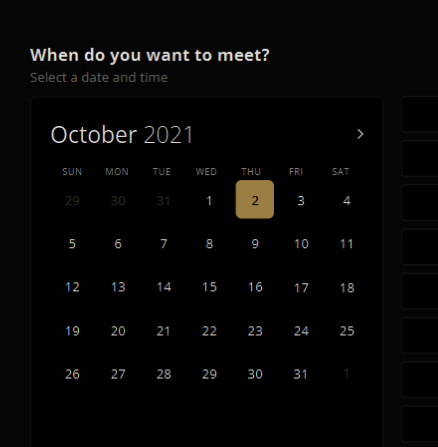 When do you want to meet?
Select a date and time
October 2021
SUN MON TUE WED THU FRI SAT
29 30 31 1 2 3 4
5 6 7 8 9 10 11
12 13 14 15 16 17 18
19 20 21 22 23 24 25
26 27 28 29 30 31 1